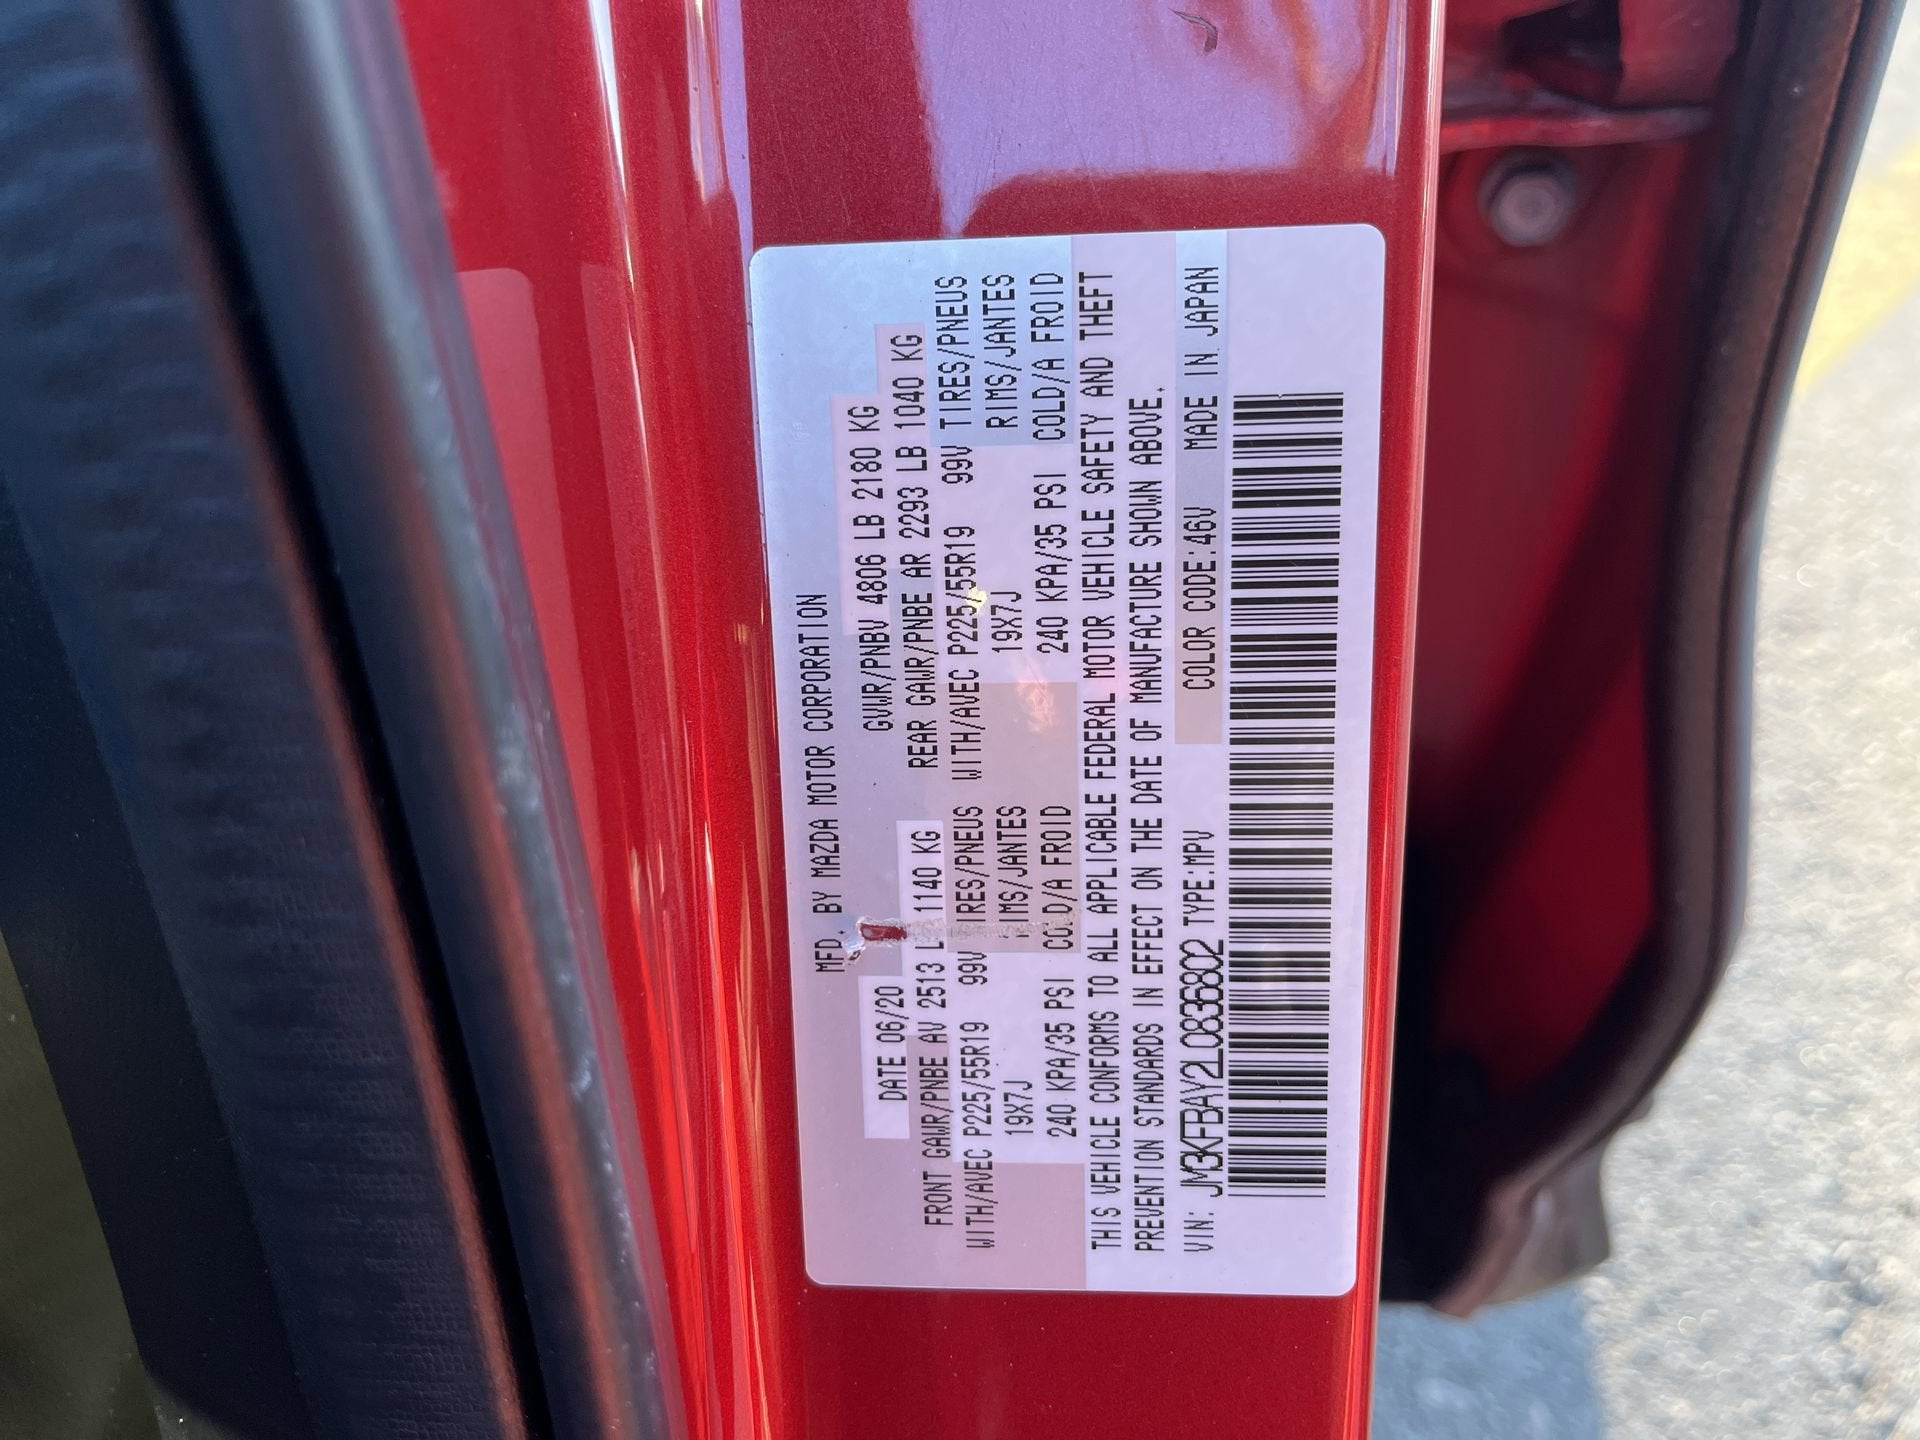 MFD. BY MAZDA MOTOR CORPORATION
DATE 06/20 GVWR/PNBV 4806 LB 2180 KG
FRONT GAWR/PNBE AV 2513 L 1140 KG REAR GAWR/PNBE AR 2293 LB 1040 KG
WITH/AVEC P225/55R19 99V IRES/PNEUS WITH/AVEC P225/55R19 99V TIRES/PNEUS
19X7J IMS/JANTES 19X7J RIMS/JANTES
240 KPA/35 PSI COLD/A FROID 240 KPA/35 PSI COLD/A FROID
THIS VEHICLE CONFORMS TO ALL APPLICABLE FEDERAL MOTOR VEHICLE SAFETY AND THEFT
PREVENTION STANDARDS IN EFFECT ON THE DATE OF MANUFACTURE SHOWN ABOVE.
VIN: JM3KFBAY2L0836802 TYPE:MPV COLOR CODE:46V MADE IN JAPAN